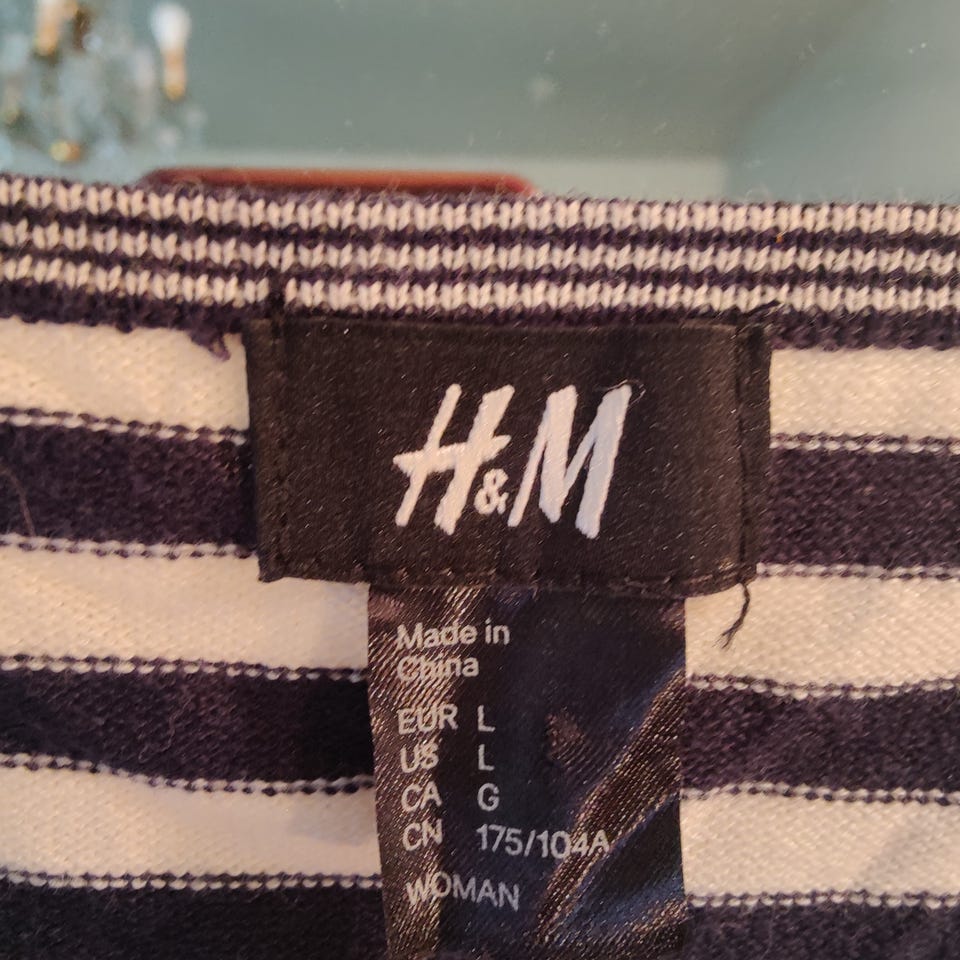 H&M
Made in
China
EUR L
US L
CA G
CN 175/104A
WOMAN